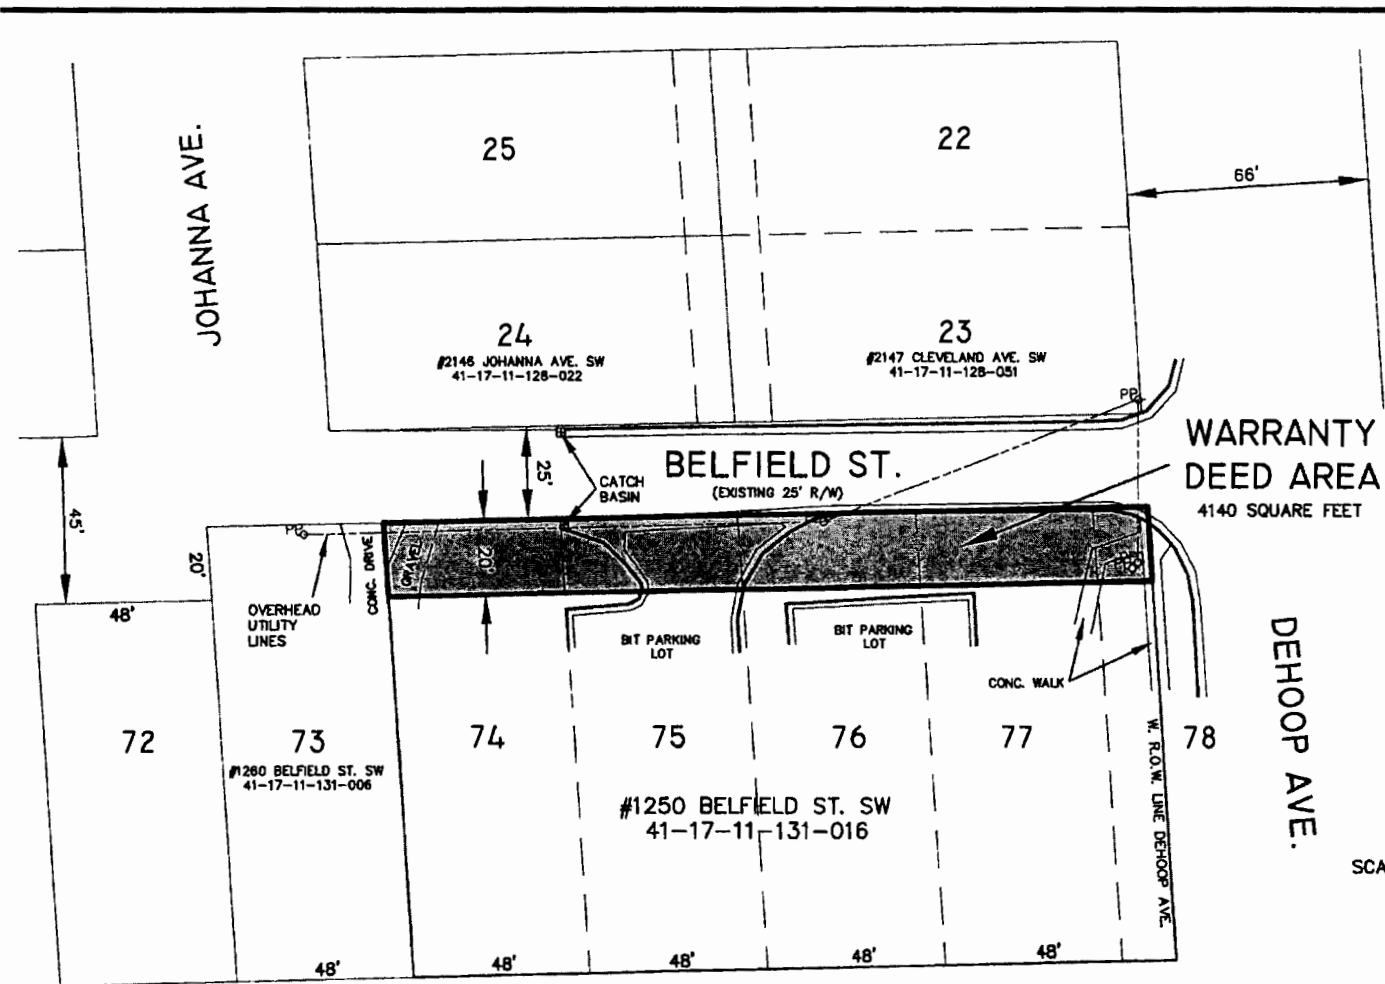 JOHANNA AVE.
25
22
66'
24
#2146 JOHANNA AVE. SW
41-17-11-128-022
23
#2147 CLEVELAND AVE. SW
41-17-11-128-051
PP
WARRANTY
DEED AREA
4140 SQUARE FEET
BELFIELD ST.
(EXISTING 25' R/W)
25'
CATCH
BASIN
45'
20'
PP
CONC. DRIVE
GRAVEL
20'
48'
OVERHEAD
UTILITY
LINES
BIT PARKING
LOT
BIT PARKING
LOT
CONC. WALK
72
73
#1260 BELFIELD ST. SW
41-17-11-131-006
74
75
76
77
78
#1250 BELFIELD ST. SW
41-17-11-131-016
W. R.O.W. LINE DEHOOP AVE.
DEHOOP AVE.
SCA
48'
48'
48'
48'